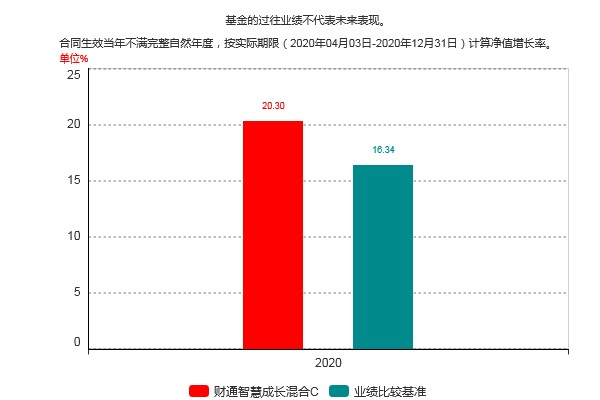 基金的过往业绩不代表未来表现。
合同生效当年不满完整自然年度，按实际期限（2020年04月03日-2020年12月31日）计算净值增长率。
单位%
25
20.30
20
16.34
15
10
5
0
2020
财通智慧成长混合C 业绩比较基准